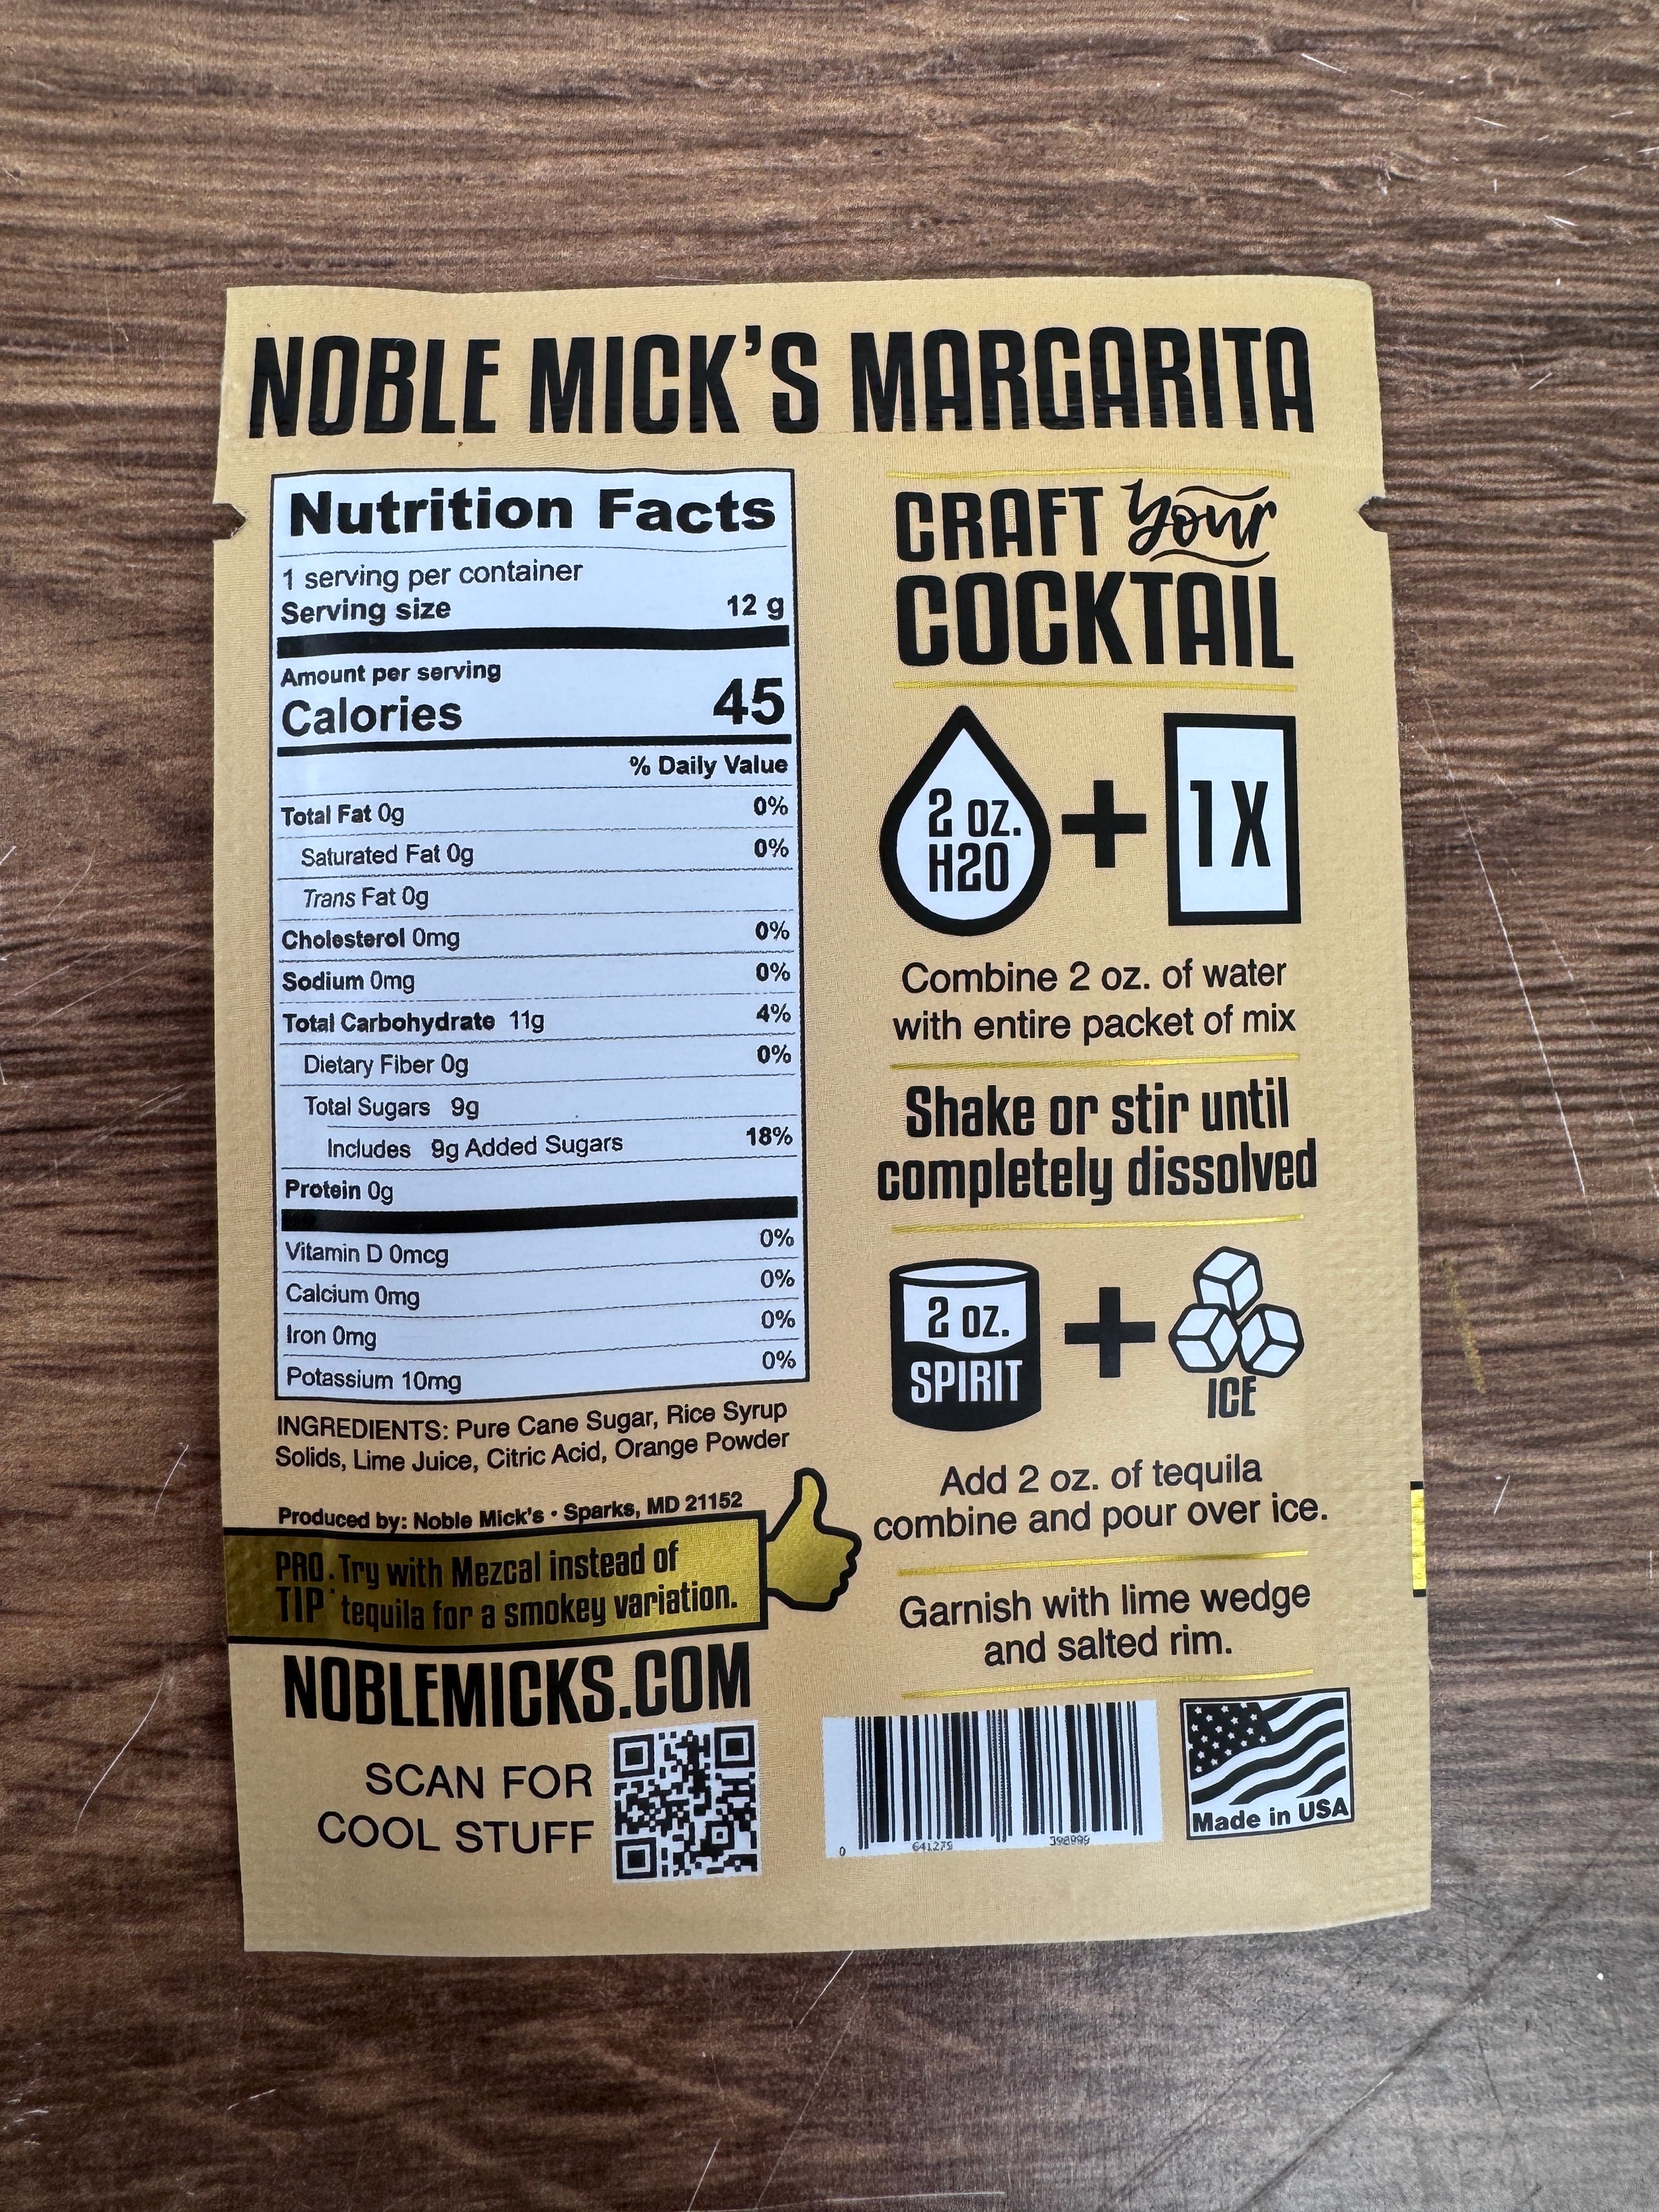 NOBLE MICK'S MARGARITA
Nutrition Facts
1 serving per container
Serving size 12 g
Amount per serving
Calories 45
% Daily Value
Total Fat 0g 0%
Saturated Fat 0g 0%
Trans Fat 0g
Cholesterol 0mg 0%
Sodium 0mg 0%
Total Carbohydrate 11g 4%
Dietary Fiber 0g 0%
Total Sugars 9g
Includes 9g Added Sugars 18%
Protein 0g
Vitamin D 0mcg 0%
Calcium 0mg 0%
Iron 0mg 0%
Potassium 10mg 0%
INGREDIENTS: Pure Cane Sugar, Rice Syrup
Solids, Lime Juice, Citric Acid, Orange Powder
Produced by: Noble Mick's • Sparks, MD 21152
PRO TIP: Try with Mezcal instead of
tequila for a smokey variation.
NOBLEMICKS.COM
SCAN FOR
COOL STUFF
CRAFT your
COCKTAIL
2 OZ.
H2O
+
1X
Combine 2 oz. of water
with entire packet of mix
Shake or stir until
completely dissolved
2 OZ.
SPIRIT
+
ICE
Add 2 oz. of tequila
combine and pour over ice.
Garnish with lime wedge
and salted rim.
0 641279 398999
Made in USA